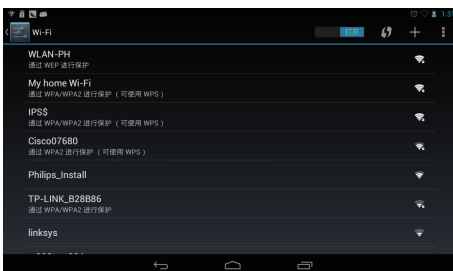 1:31
Wi-Fi
打开
WLAN-PH
通过 WEP 进行保护
My home Wi-Fi
通过 WPA/WPA2 进行保护 （可使用 WPS）
IPS$
通过 WPA/WPA2 进行保护 （可使用 WPS）
Cisco07680
通过 WPA2 进行保护 （可使用 WPS）
Philips_Install
TP-LINK_B28B86
通过 WPA/WPA2 进行保护
linksys